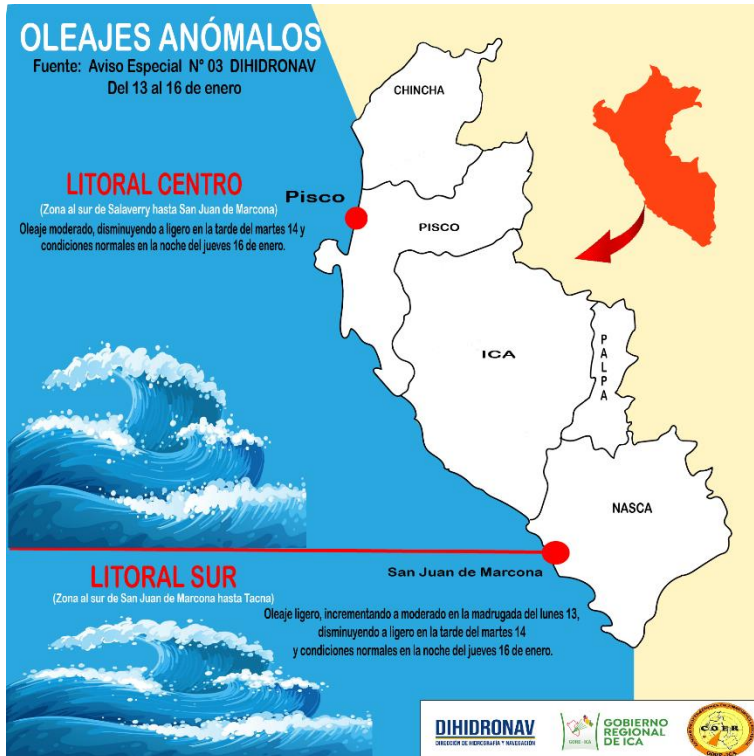 OLEAJES ANÓMALOS
Fuente: Aviso Especial N° 03 DIHIDRONAV
Del 13 al 16 de enero
LITORAL CENTRO
(Zona al sur de Salaverry hasta San Juan de Marcona)
Oleaje moderado, disminuyendo a ligero en la tarde del martes 14 y
condiciones normales en la noche del jueves 16 de enero.
CHINCHA
Pisco
PISCO
ICA
PALPA
NASCA
San Juan de Marcona
LITORAL SUR
(Zona al sur de San Juan de Marcona hasta Tacna)
Oleaje ligero, incrementando a moderado en la madrugada del lunes 13,
disminuyendo a ligero en la tarde del martes 14
y condiciones normales en la noche del jueves 16 de enero.
DIHIDRONAV
DIRECCIÓN DE HIDROGRAFÍA Y NAVEGACIÓN
GORE - ICA
GOBIERNO
REGIONAL
DE ICA
C.O.E.R